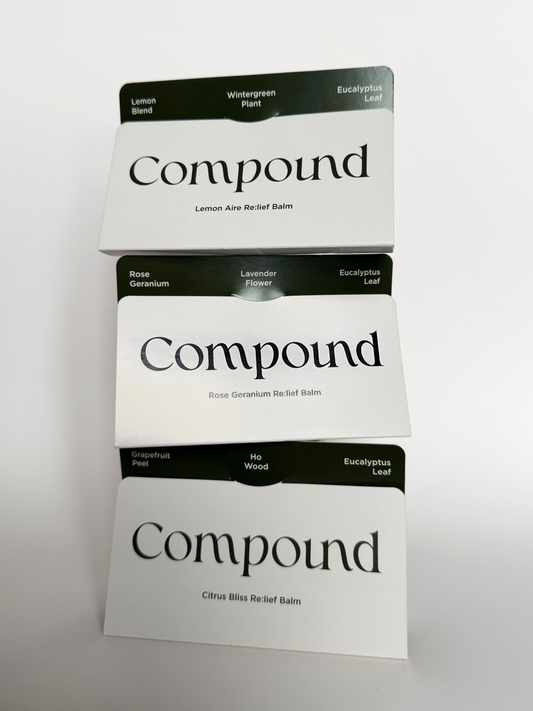 Lemon Wintergreen Eucalyptus
Blend Plant Leaf
Compound
Lemon Aire Re:lief Balm
Rose Lavender Eucalyptus
Geranium Flower Leaf
Compound
Rose Geranium Re:lief Balm
Grapefruit Ho Eucalyptus
Peel Wood Leaf
Compound
Citrus Bliss Re:lief Balm